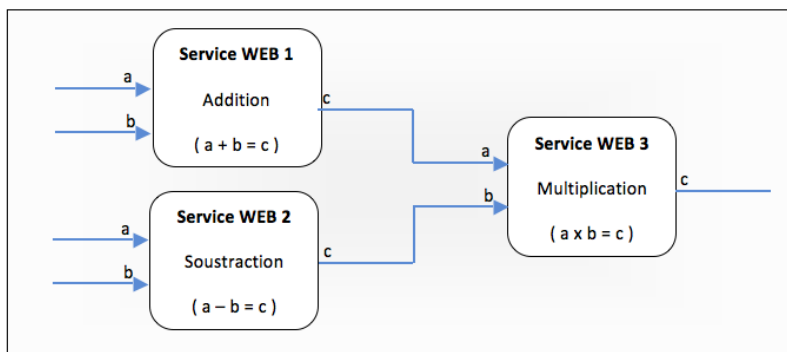 Service WEB 1
a
Addition
c
b
( a + b = c )
Service WEB 2
a
Soustraction
c
b
( a – b = c )
Service WEB 3
a
Multiplication
c
b
( a x b = c )